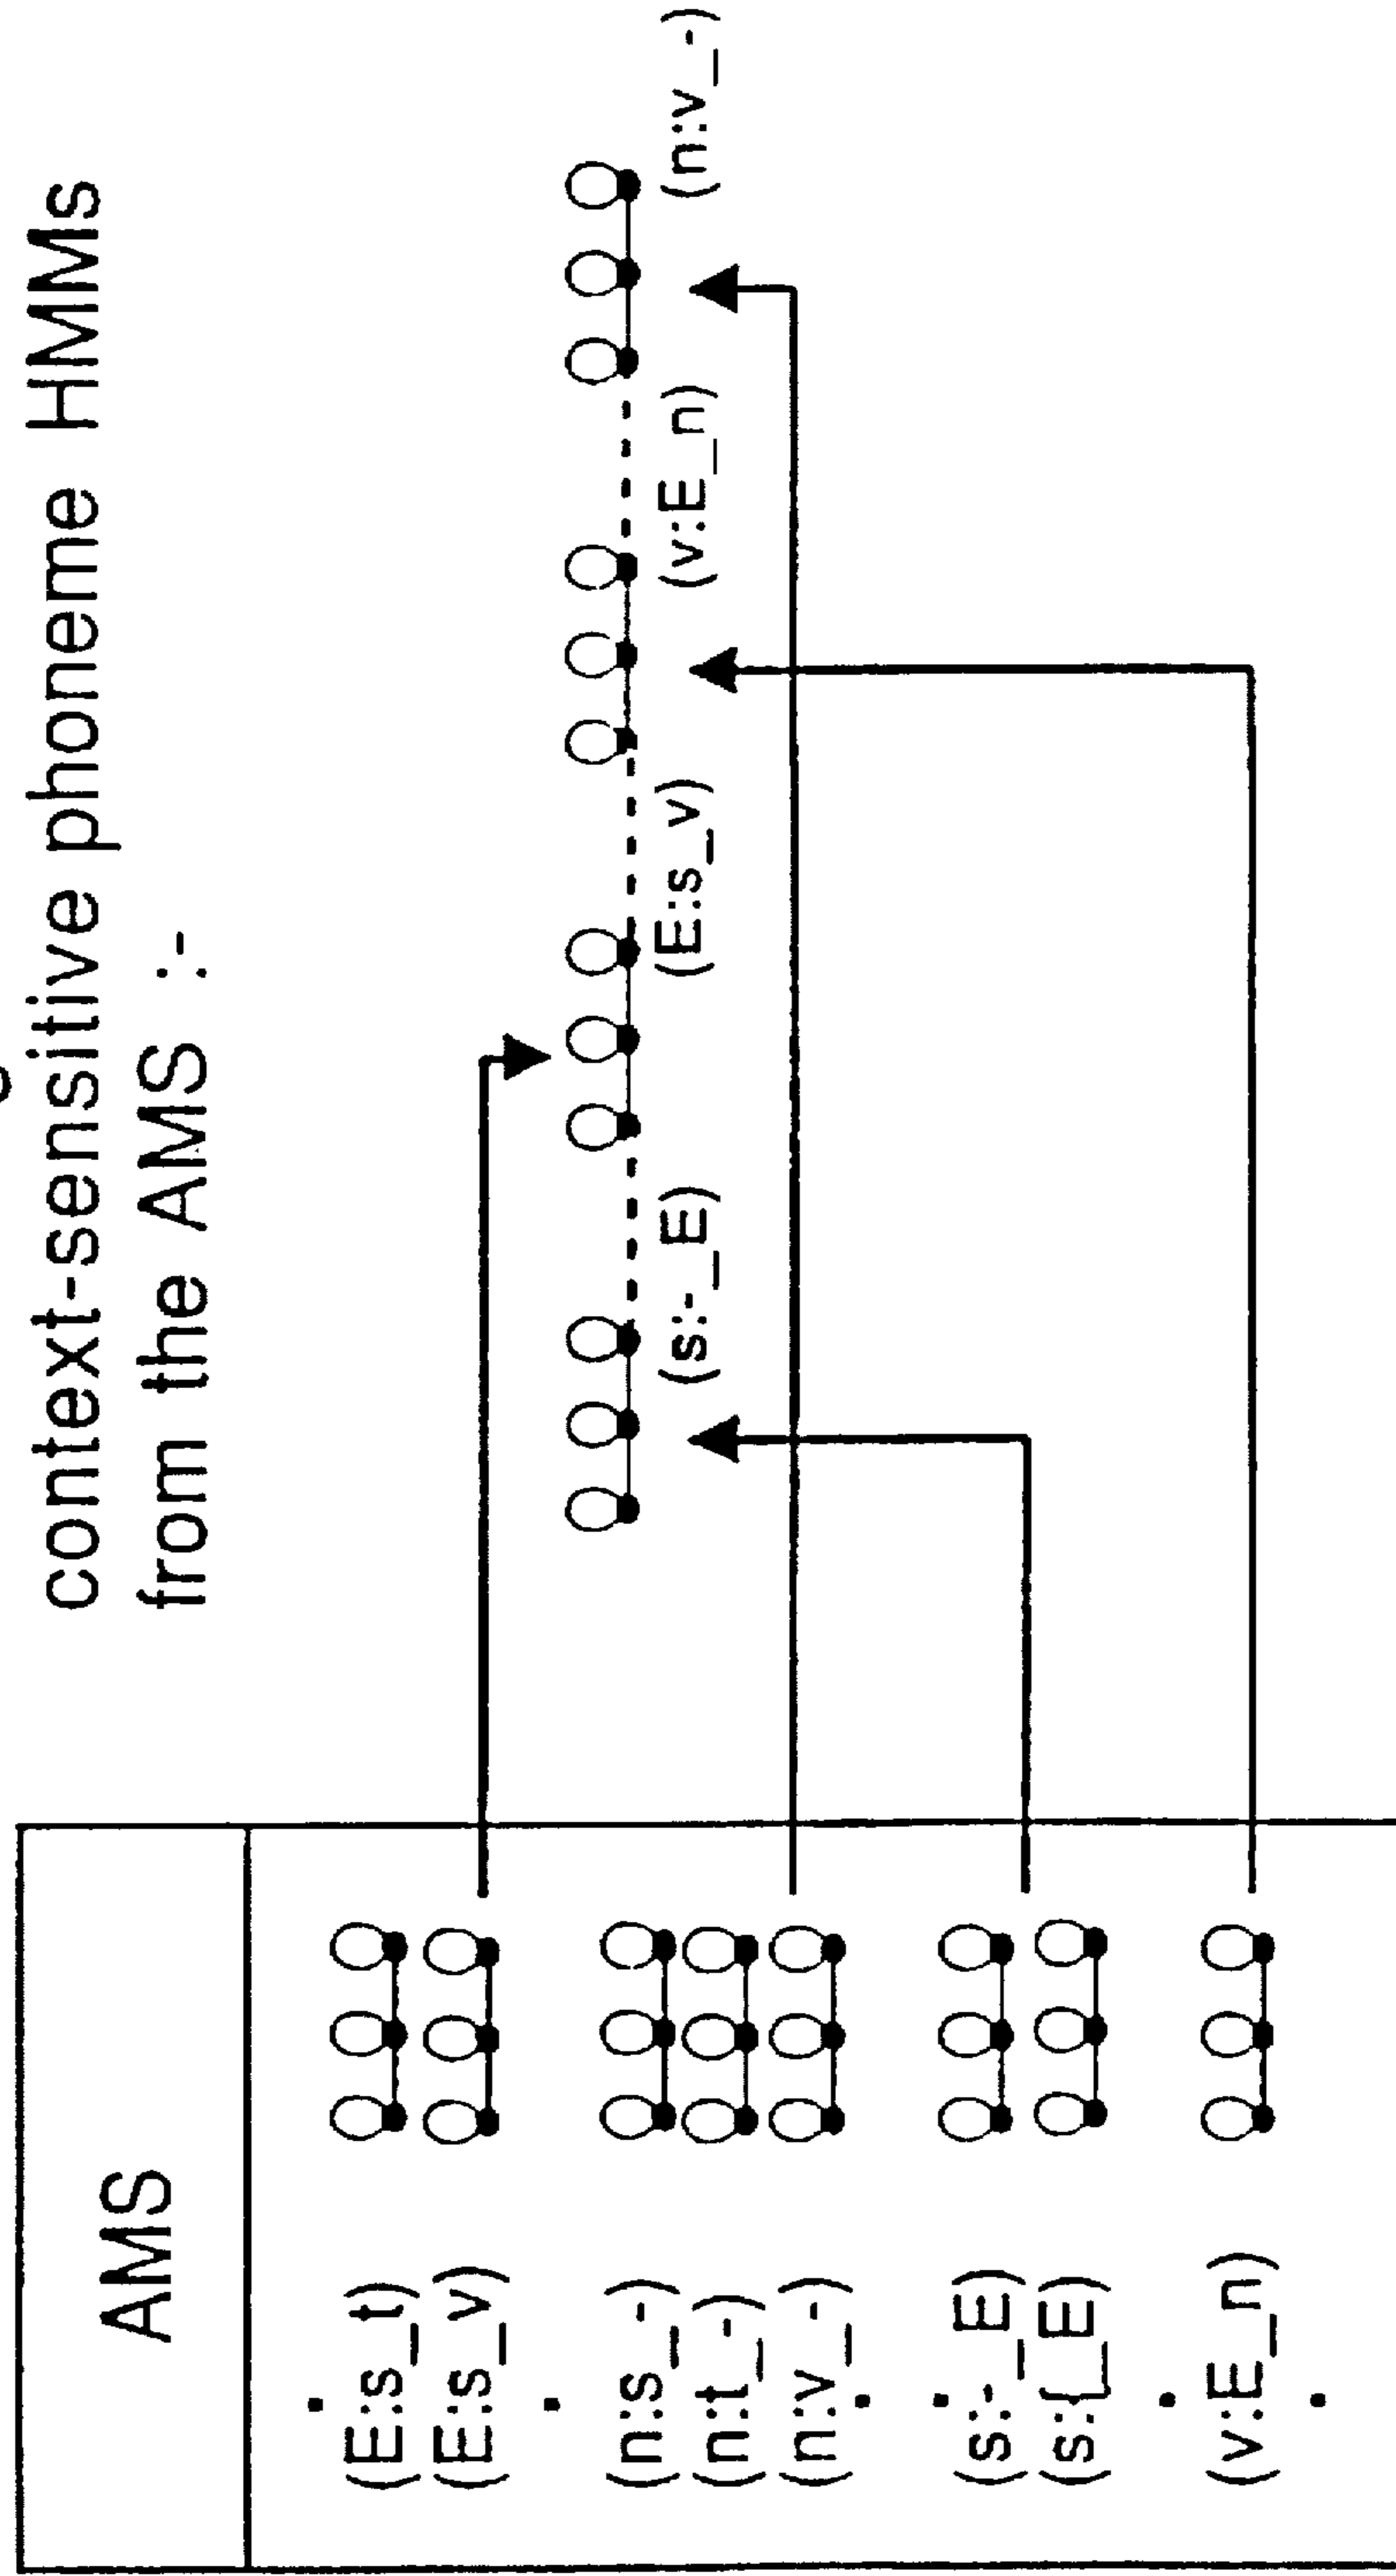 context-sensitive phoneme HMMs
from the AMS :-
AMS
(E:s_t)
(E:s_v)
(n:s_-)
(n:t_-)
(n:v_-)
(s:-_E)
(s:{_E)
(v:E_n)
(s:-_E)
(E:s_v)
(v:E_n)
(n:v_-)